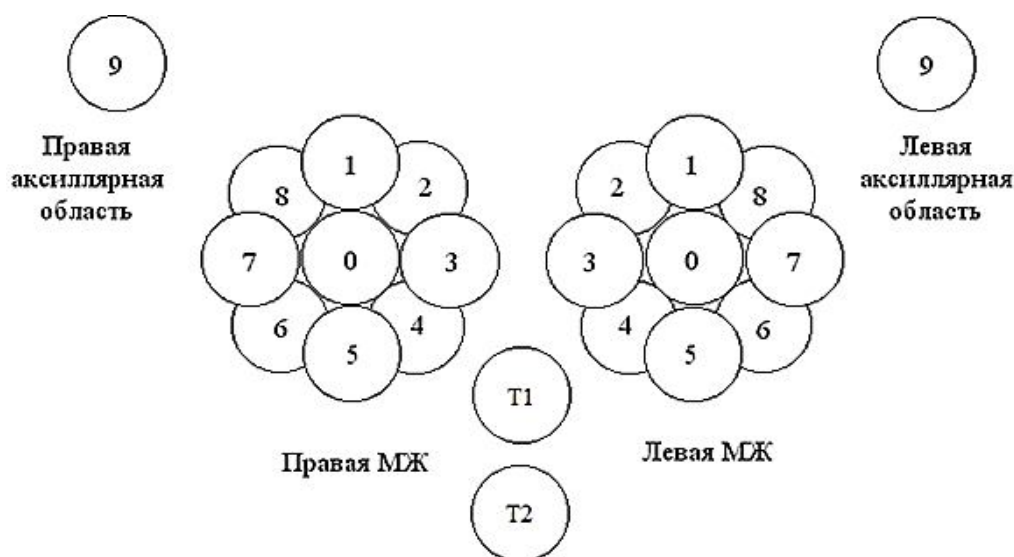 9
9
Правая
аксиллярная
область
Левая
аксиллярная
область
1
8
2
7
0
3
6
4
5
1
2
8
3
0
7
4
6
5
T1
Правая МЖ
Левая МЖ
T2